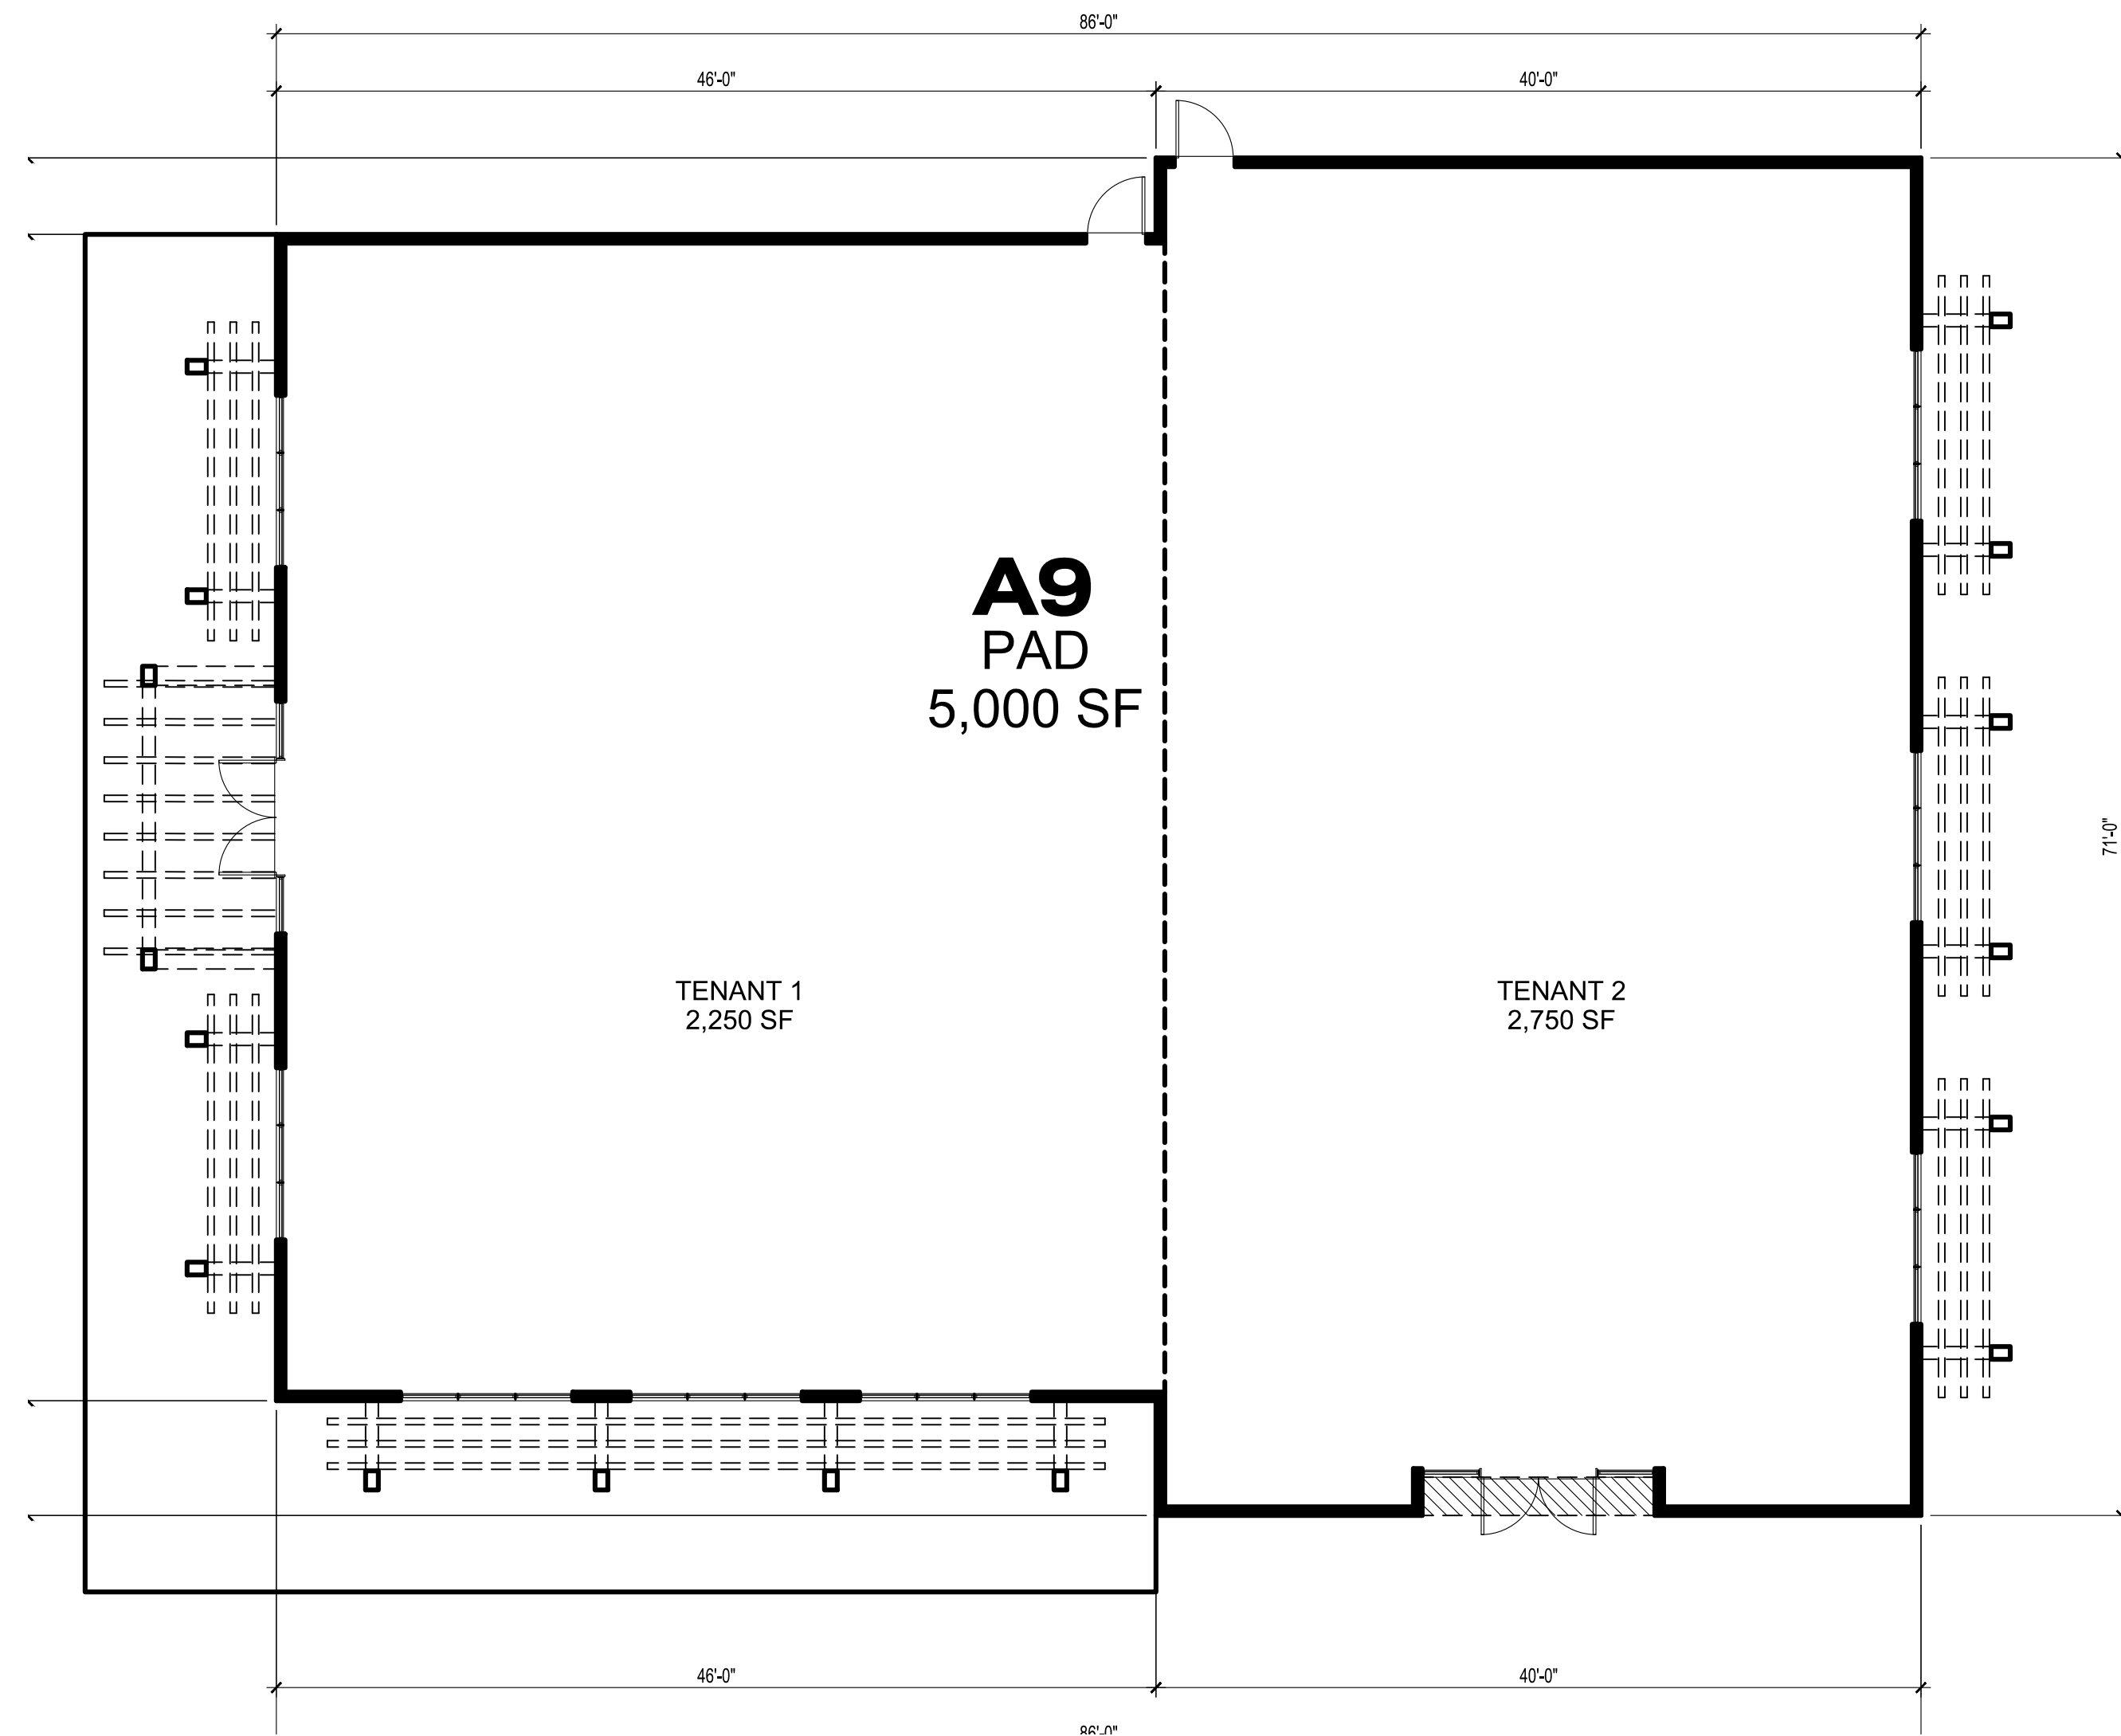 86'-0"
46'-0"
40'-0"
A9
PAD
5,000 SF
71'-0"
TENANT 1
2,250 SF
TENANT 2
2,750 SF
46'-0"
40'-0"
86'-0"